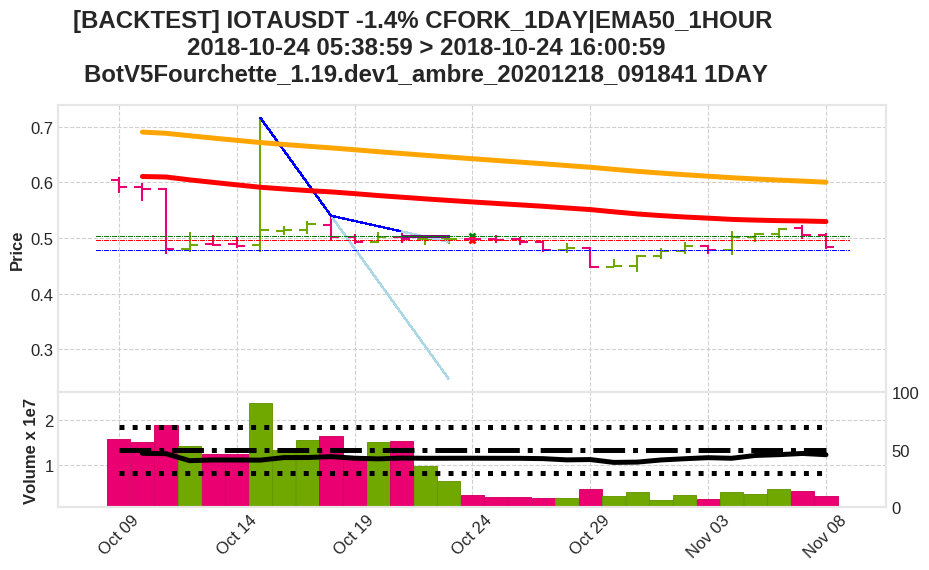 [BACKTEST] IOTAUSDT -1.4% CFORK_1DAY|EMA50_1HOUR
2018-10-24 05:38:59 > 2018-10-24 16:00:59
BotV5Fourchette_1.19.dev1_ambre_20201218_091841 1DAY
Price
0.7
0.6
0.5
0.4
0.3
Volume x 1e7
2
1
100
50
0
Oct 09
Oct 14
Oct 19
Oct 24
Oct 29
Nov 03
Nov 08